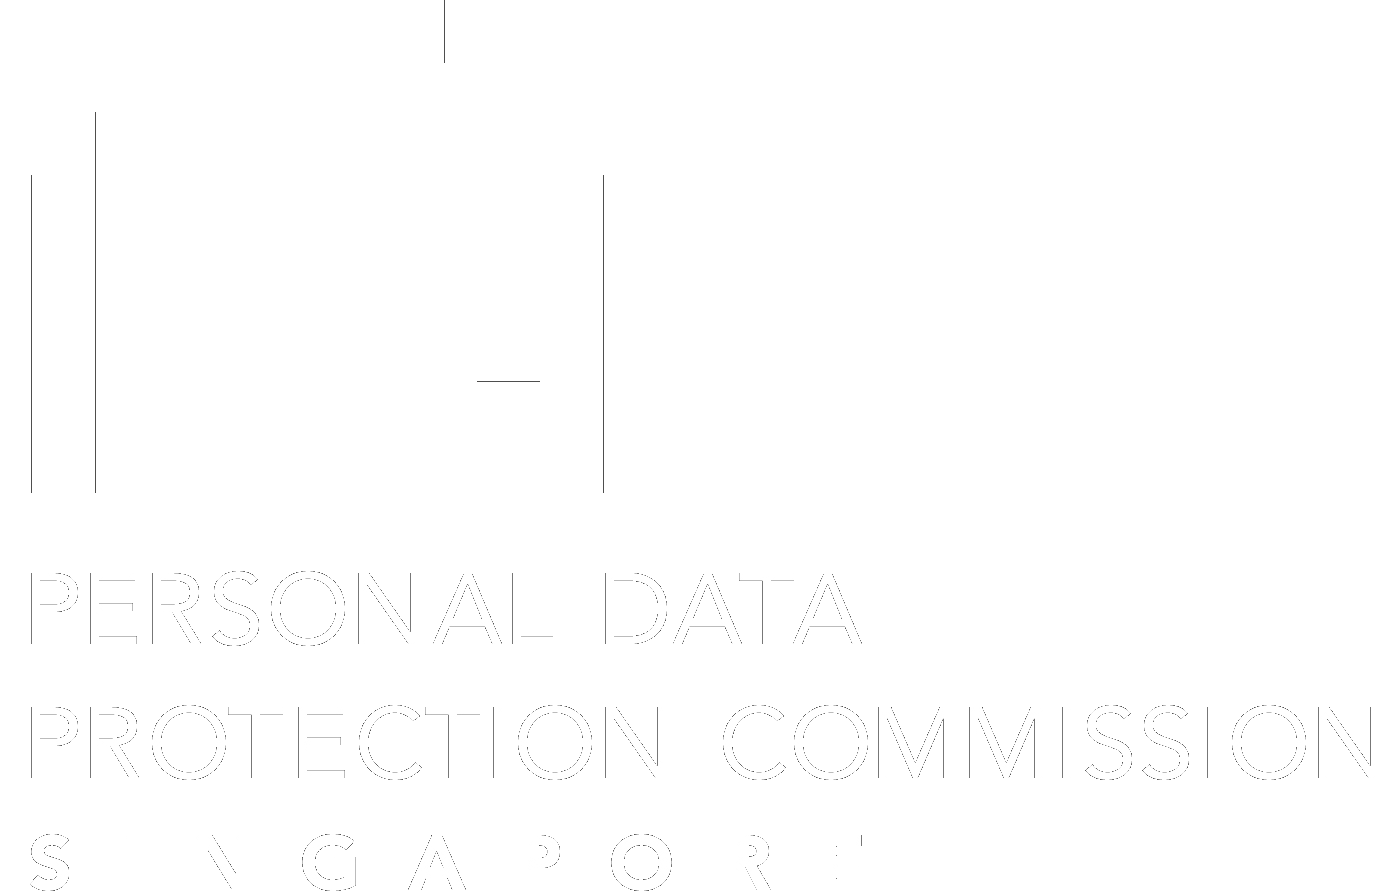 PERSONAL DATA
PROTECTION COMMISSION
SINGAPORE